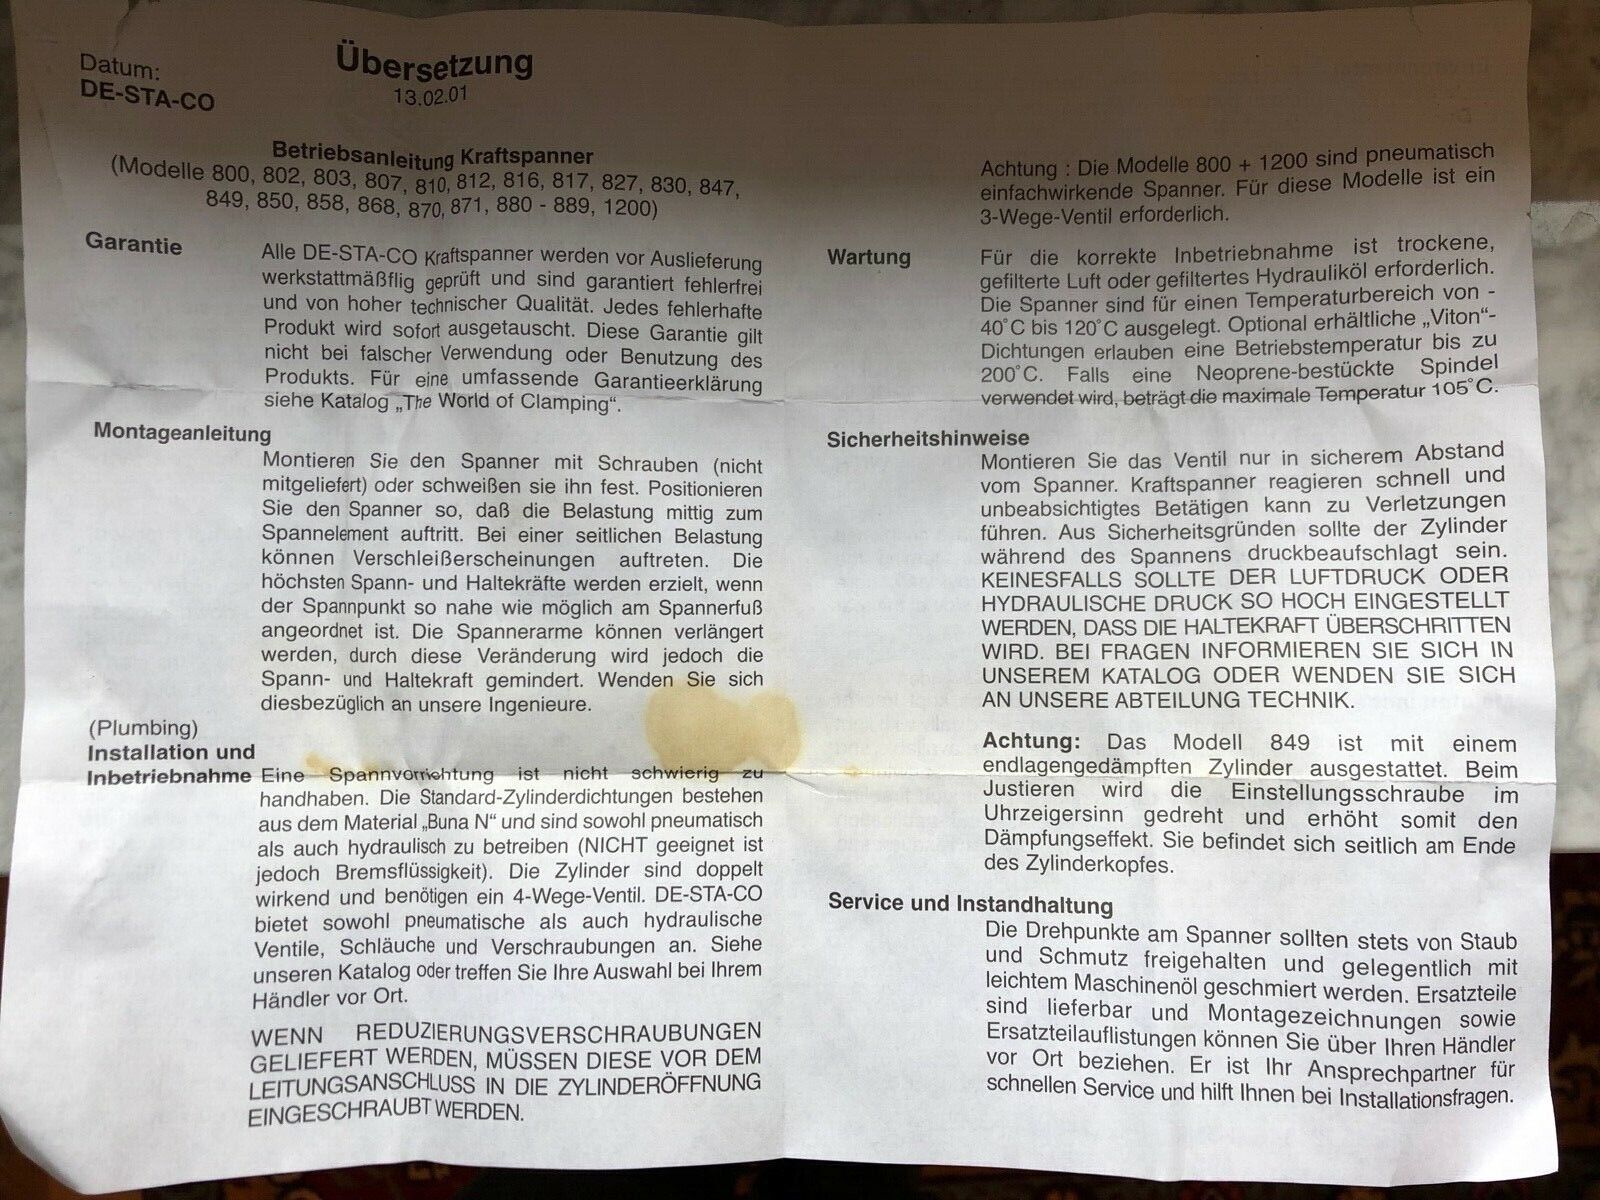 Datum:
DE-STA-CO
Übersetzung
13.02.01
Betriebsanleitung Kraftspanner
(Modelle 800, 802, 803, 807, 810, 812, 816, 817, 827, 830, 847,
849, 850, 858, 868, 870, 871, 880 - 889, 1200)
Garantie
Alle DE-STA-CO Kraftspanner werden vor Auslieferung
werkstattmäßflig geprüft und sind garantiert fehlerfrei
und von hoher technischer Qualität. Jedes fehlerhafte
Produkt wird sofort ausgetauscht. Diese Garantie gilt
nicht bei falscher Verwendung oder Benutzung des
Produkts. Für eine umfassende Garantieerklärung
siehe Katalog „The World of Clamping“.
Montageanleitung
Montieren Sie den Spanner mit Schrauben (nicht
mitgeliefert) oder schweißen sie ihn fest. Positionieren
Sie den Spanner so, daß die Belastung mittig zum
Spannelement auftritt. Bei einer seitlichen Belastung
können Verschleißerscheinungen auftreten. Die
höchsten Spann- und Haltekräfte werden erzielt, wenn
der Spannpunkt so nahe wie möglich am Spannerfuß
angeordnet ist. Die Spannerarme können verlängert
werden, durch diese Veränderung wird jedoch die
Spann- und Haltekraft gemindert. Wenden Sie sich
diesbezüglich an unsere Ingenieure.
(Plumbing)
Installation und
Inbetriebnahme
Eine Spannvorrichtung ist nicht schwierig zu
handhaben. Die Standard-Zylinderdichtungen bestehen
aus dem Material „Buna N“ und sind sowohl pneumatisch
als auch hydraulisch zu betreiben (NICHT geeignet ist
jedoch Bremsflüssigkeit). Die Zylinder sind doppelt
wirkend und benötigen ein 4-Wege-Ventil. DE-STA-CO
bietet sowohl pneumatische als auch hydraulische
Ventile, Schläuche und Verschraubungen an. Siehe
unseren Katalog oder treffen Sie Ihre Auswahl bei Ihrem
Händler vor Ort.
WENN REDUZIERUNGSVERSCHRAUBUNGEN
GELIEFERT WERDEN, MÜSSEN DIESE VOR DEM
LEITUNGSANSCHLUSS IN DIE ZYLINDERÖFFNUNG
EINGESCHRAUBT WERDEN.
Achtung : Die Modelle 800 + 1200 sind pneumatisch
einfachwirkende Spanner. Für diese Modelle ist ein
3-Wege-Ventil erforderlich.
Wartung
Für die korrekte Inbetriebnahme ist trockene,
gefilterte Luft oder gefiltertes Hydrauliköl erforderlich.
Die Spanner sind für einen Temperaturbereich von -
40°C bis 120°C ausgelegt. Optional erhältliche „Viton“-
Dichtungen erlauben eine Betriebstemperatur bis zu
200°C. Falls eine Neoprene-bestückte Spindel
verwendet wird, beträgt die maximale Temperatur 105°C.
Sicherheitshinweise
Montieren Sie das Ventil nur in sicherem Abstand
vom Spanner. Kraftspanner reagieren schnell und
unbeabsichtigtes Betätigen kann zu Verletzungen
führen. Aus Sicherheitsgründen sollte der Zylinder
während des Spannens druckbeaufschlagt sein.
KEINESFALLS SOLLTE DER LUFTDRUCK ODER
HYDRAULISCHE DRUCK SO HOCH EINGESTELLT
WERDEN, DASS DIE HALTEKRAFT ÜBERSCHRITTEN
WIRD. BEI FRAGEN INFORMIEREN SIE SICH IN
UNSEREM KATALOG ODER WENDEN SIE SICH
AN UNSERE ABTEILUNG TECHNIK.
Achtung: Das Modell 849 ist mit einem
endlagengedämpften Zylinder ausgestattet. Beim
Justieren wird die Einstellungsschraube im
Uhrzeigersinn gedreht und erhöht somit den
Dämpfungseffekt. Sie befindet sich seitlich am Ende
des Zylinderkopfes.
Service und Instandhaltung
Die Drehpunkte am Spanner sollten stets von Staub
und Schmutz freigehalten und gelegentlich mit
leichtem Maschinenöl geschmiert werden. Ersatzteile
sind lieferbar und Montagezeichnungen sowie
Ersatzteilauflistungen können Sie über Ihren Händler
vor Ort beziehen. Er ist Ihr Ansprechpartner für
schnellen Service und hilft Ihnen bei Installationsfragen.